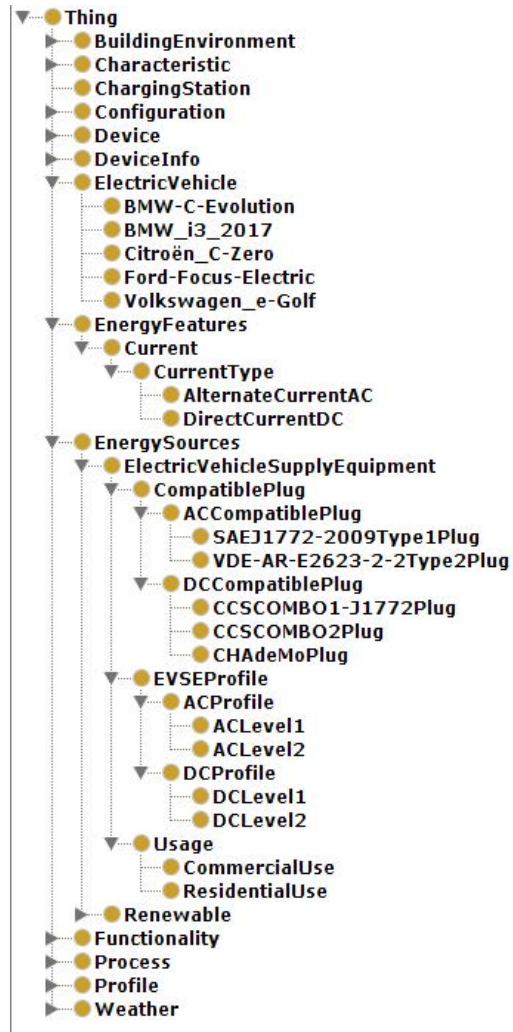 Thing
BuildingEnvironment
Characteristic
ChargingStation
Configuration
Device
DeviceInfo
ElectricVehicle
BMW-C-Evolution
BMW_i3_2017
Citroën_C-Zero
Ford-Focus-Electric
Volkswagen_e-Golf
EnergyFeatures
Current
CurrentType
AlternateCurrentAC
DirectCurrentDC
EnergySources
ElectricVehicleSupplyEquipment
CompatiblePlug
ACCompatiblePlug
SAEJ1772-2009Type1Plug
VDE-AR-E2623-2-2Type2Plug
DCCompatiblePlug
CCSCOMBO1-J1772Plug
CCSCOMBO2Plug
CHAdeMoPlug
EVSEProfile
ACProfile
ACLevel1
ACLevel2
DCProfile
DCLevel1
DCLevel2
Usage
CommercialUse
ResidentialUse
Renewable
Functionality
Process
Profile
Weather